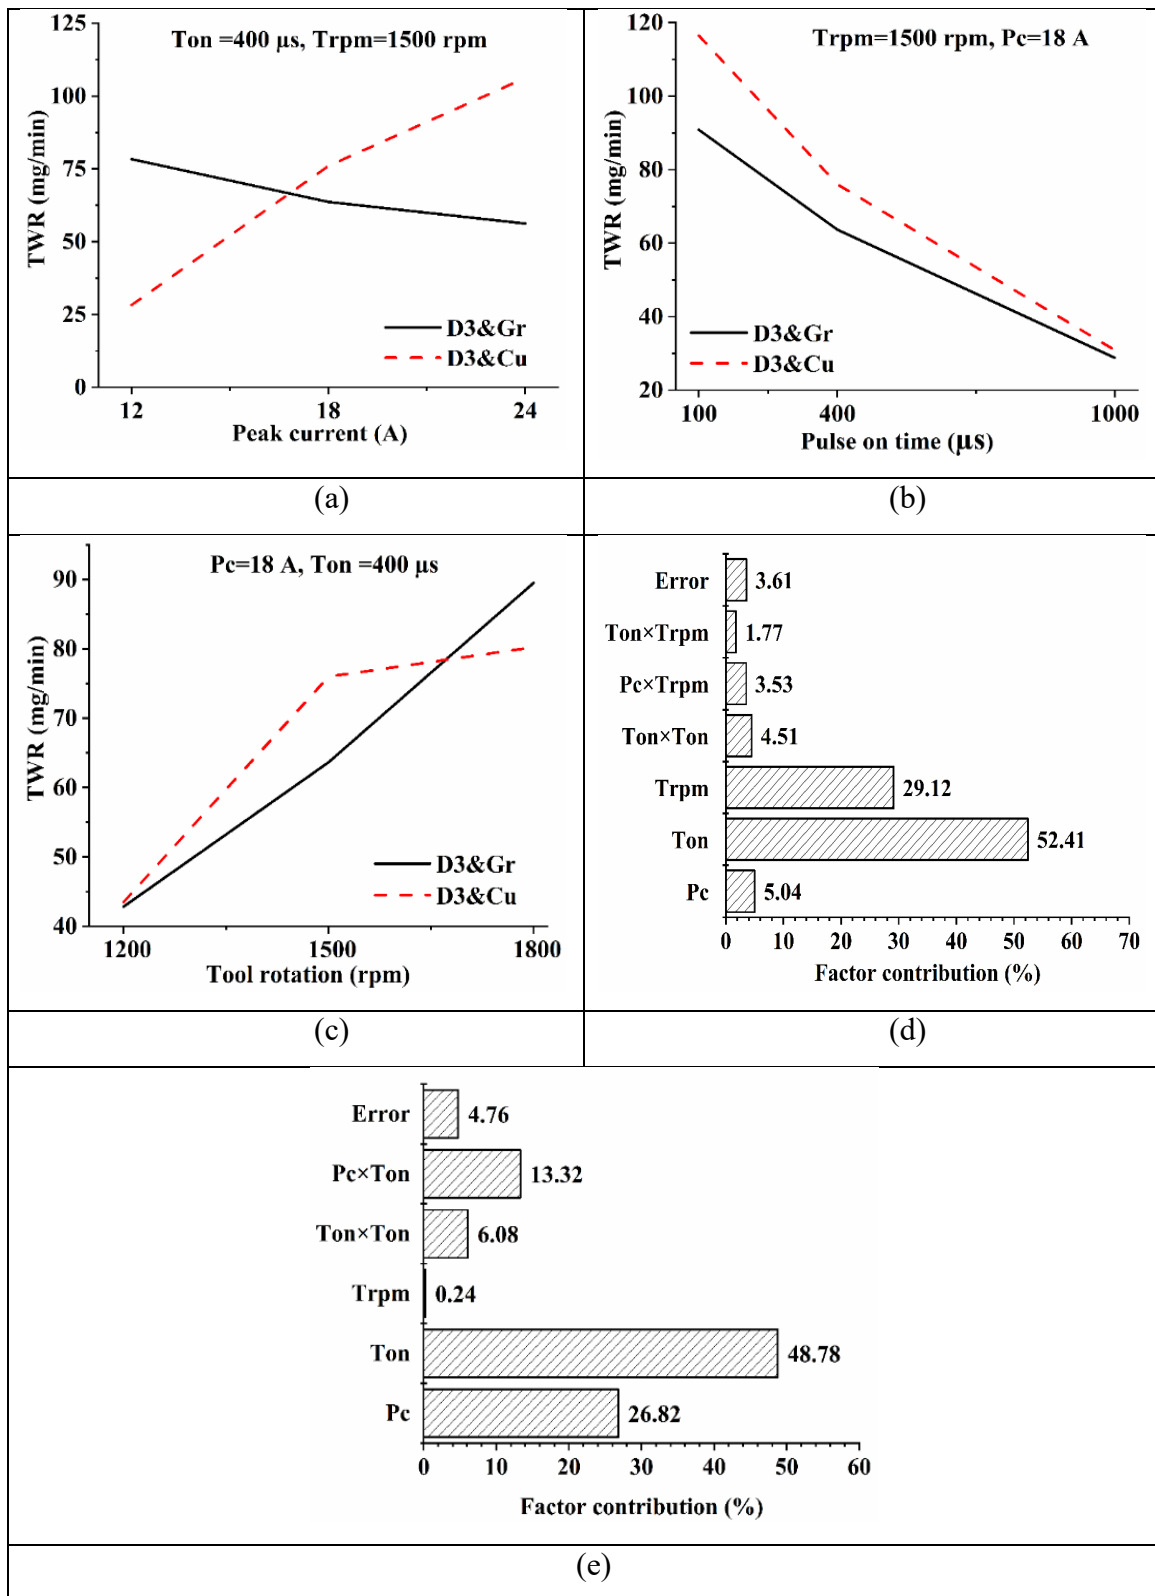 Ton =400 μs, Trpm=1500 rpm
TWR (mg/min)
125
100
75
50
25
0
D3&Gr
D3&Cu
12 18 24
Peak current (A)
(a)
Trpm=1500 rpm, Pc=18 A
TWR (mg/min)
120
100
80
60
40
20
D3&Gr
D3&Cu
100 400 1000
Pulse on time (μs)
(b)
Pc=18 A, Ton =400 μs
TWR (mg/min)
90
80
70
60
50
40
D3&Gr
D3&Cu
1200 1500 1800
Tool rotation (rpm)
(c)
Error 3.61
Ton×Trpm 1.77
Pc×Trpm 3.53
Ton×Ton 4.51
Trpm 29.12
Ton 52.41
Pc 5.04
0 10 20 30 40 50 60 70
Factor contribution (%)
(d)
Error 4.76
Pc×Ton 13.32
Ton×Ton 6.08
Trpm 0.24
Ton 48.78
Pc 26.82
0 10 20 30 40 50 60
Factor contribution (%)
(e)